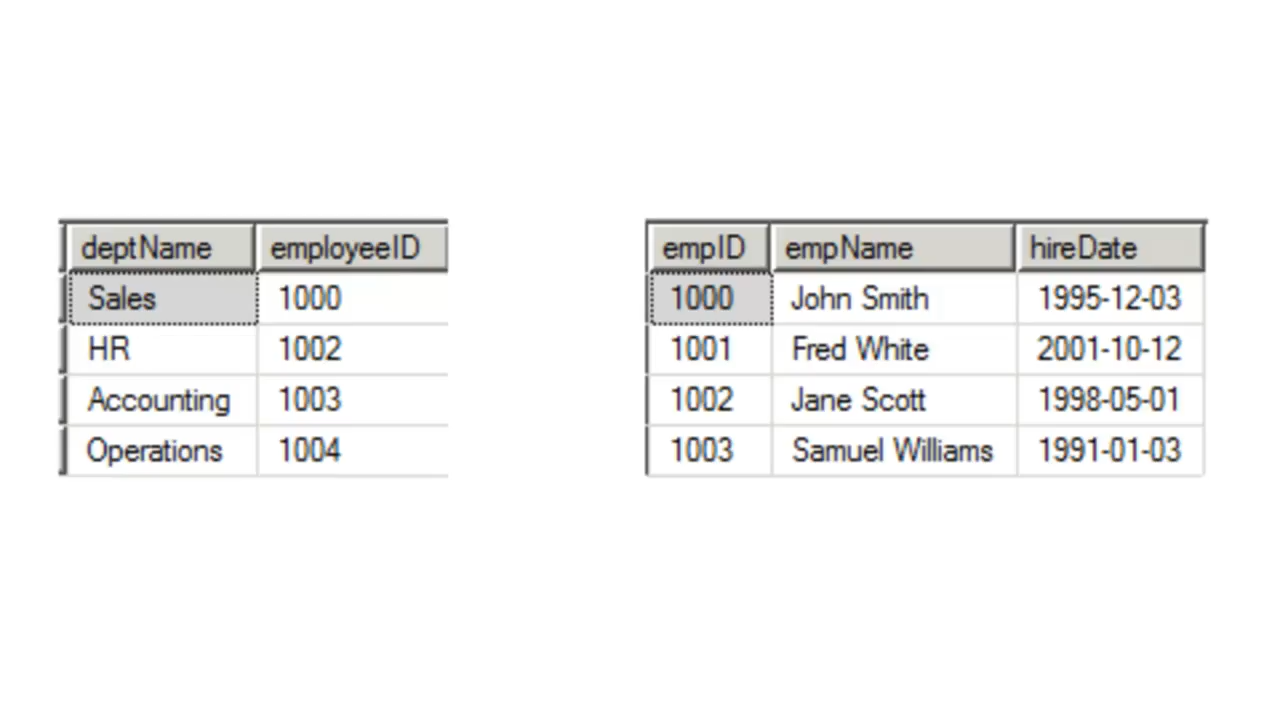 deptName employeeID
Sales 1000
HR 1002
Accounting 1003
Operations 1004
empID empName hireDate
1000 John Smith 1995-12-03
1001 Fred White 2001-10-12
1002 Jane Scott 1998-05-01
1003 Samuel Williams 1991-01-03